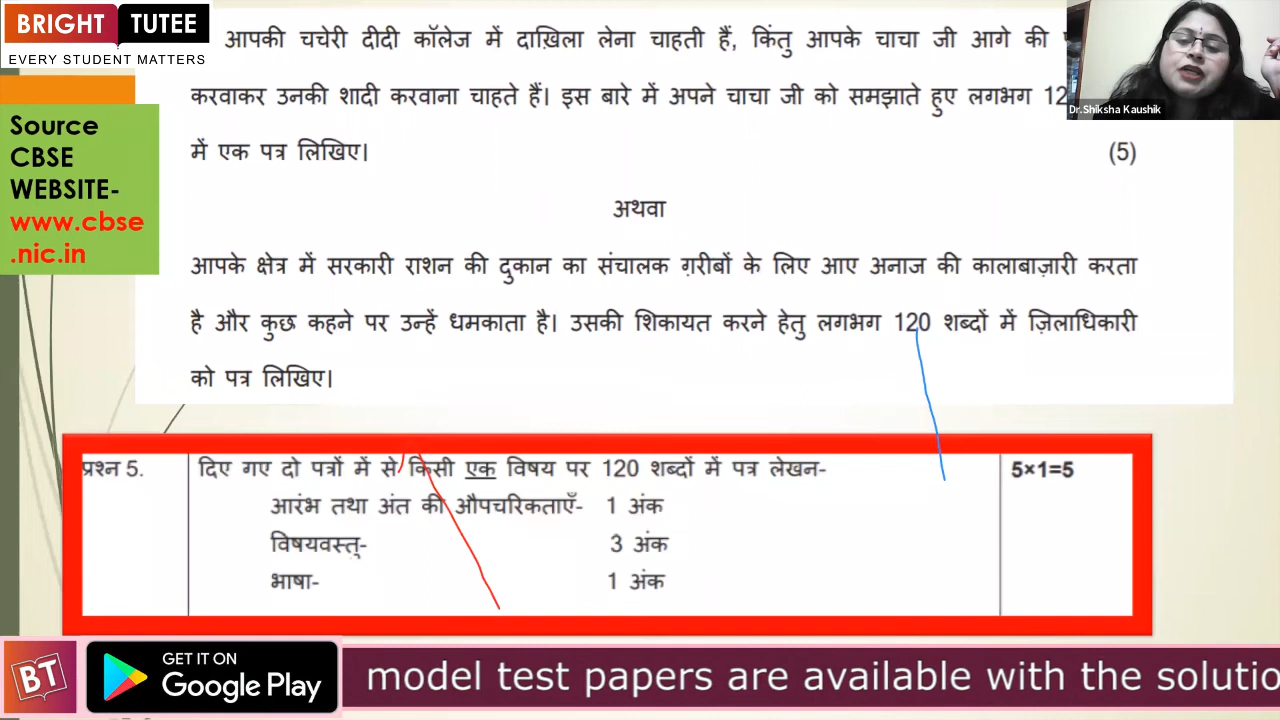 BRIGHT TUTEE
EVERY STUDENT MATTERS
Source
CBSE
WEBSITE-
www.cbse
.nic.in
आपकी चचेरी दीदी कॉलेज में दाख़िला लेना चाहती हैं, किंतु आपके चाचा जी आगे की
करवाकर उनकी शादी करवाना चाहते हैं। इस बारे में अपने चाचा जी को समझाते हुए लगभग 12
में एक पत्र लिखिए। (5)
अथवा
आपके क्षेत्र में सरकारी राशन की दुकान का संचालक ग़रीबों के लिए आए अनाज की कालाबाज़ारी करता
है और कुछ कहने पर उन्हें धमकाता है। उसकी शिकायत करने हेतु लगभग 120 शब्दों में ज़िलाधिकारी
को पत्र लिखिए।
Dr.Shiksha Kaushik
प्रश्न 5. दिए गए दो पत्रों में से किसी एक विषय पर 120 शब्दों में पत्र लेखन- 5×1=5
आरंभ तथा अंत की औपचरिकताएँ- 1 अंक
विषयवस्तु- 3 अंक
भाषा- 1 अंक
BT
GET IT ON
Google Play
model test papers are available with the solutio